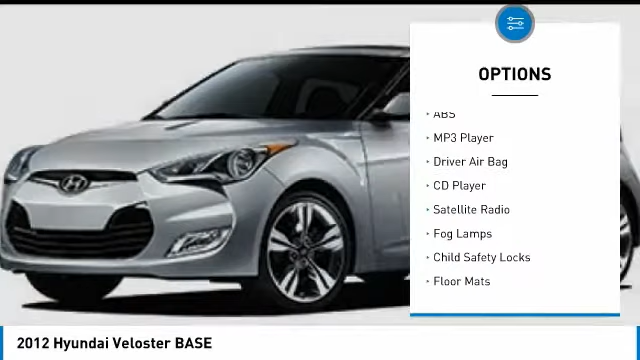 OPTIONS
ABS
MP3 Player
Driver Air Bag
CD Player
Satellite Radio
Fog Lamps
Child Safety Locks
Floor Mats
2012 Hyundai Veloster BASE